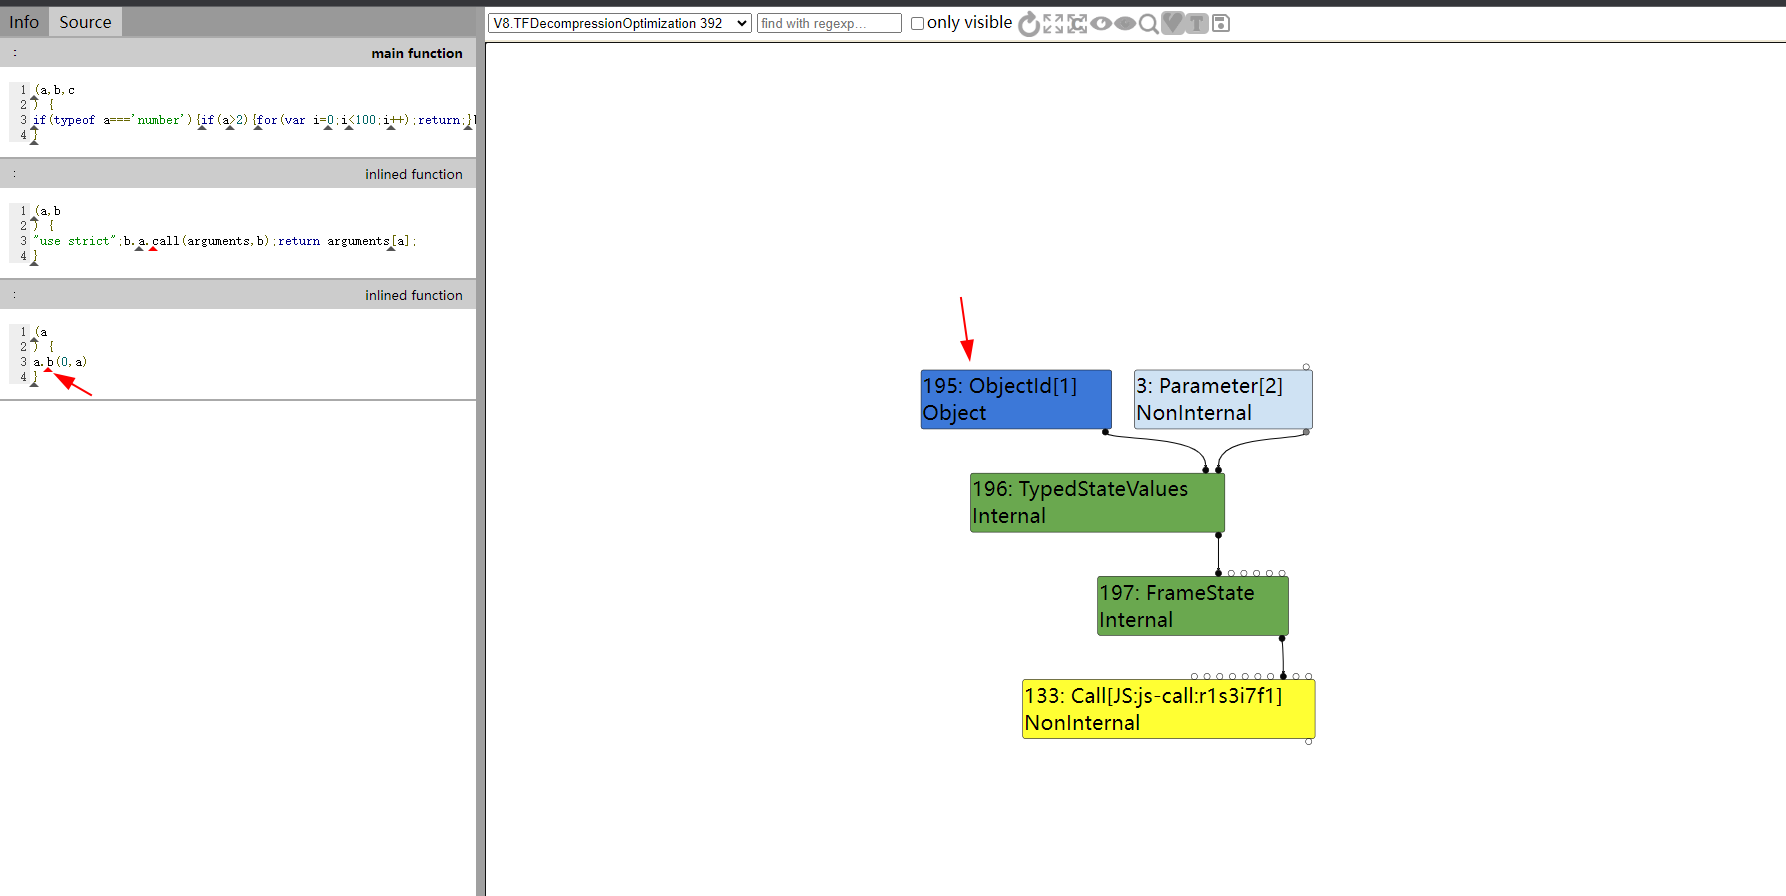 Info Source
V8.TFDecompressionOptimization 392 find with regexp... only visible
: main function
1 (a,b,c
2 ) {
3 if(typeof a==='number'){if(a>2){for(var i=0;i<100;i++);return;}
4 }
: inlined function
1 (a,b
2 ) {
3 "use strict";b.a.call(arguments,b);return arguments[a];
4 }
: inlined function
1 (a
2 ) {
3 a.b(0,a)
4 }
195: ObjectId[1]
Object
3: Parameter[2]
NonInternal
196: TypedStateValues
Internal
197: FrameState
Internal
133: Call[JS:js-call:r1s3i7f1]
NonInternal